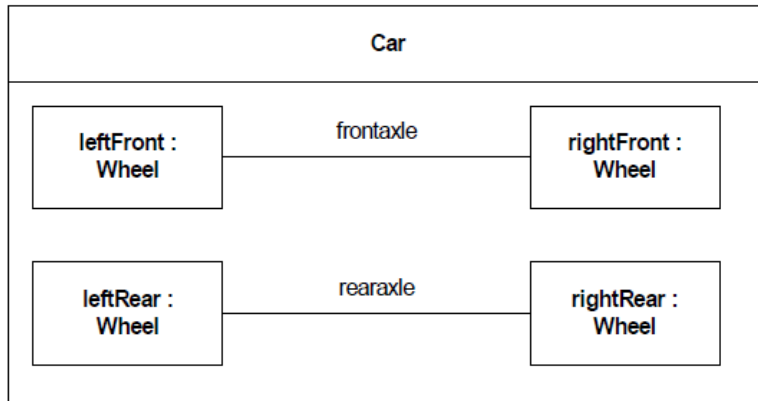 Car
leftFront :
Wheel
frontaxle
rightFront :
Wheel
leftRear :
Wheel
rearaxle
rightRear :
Wheel